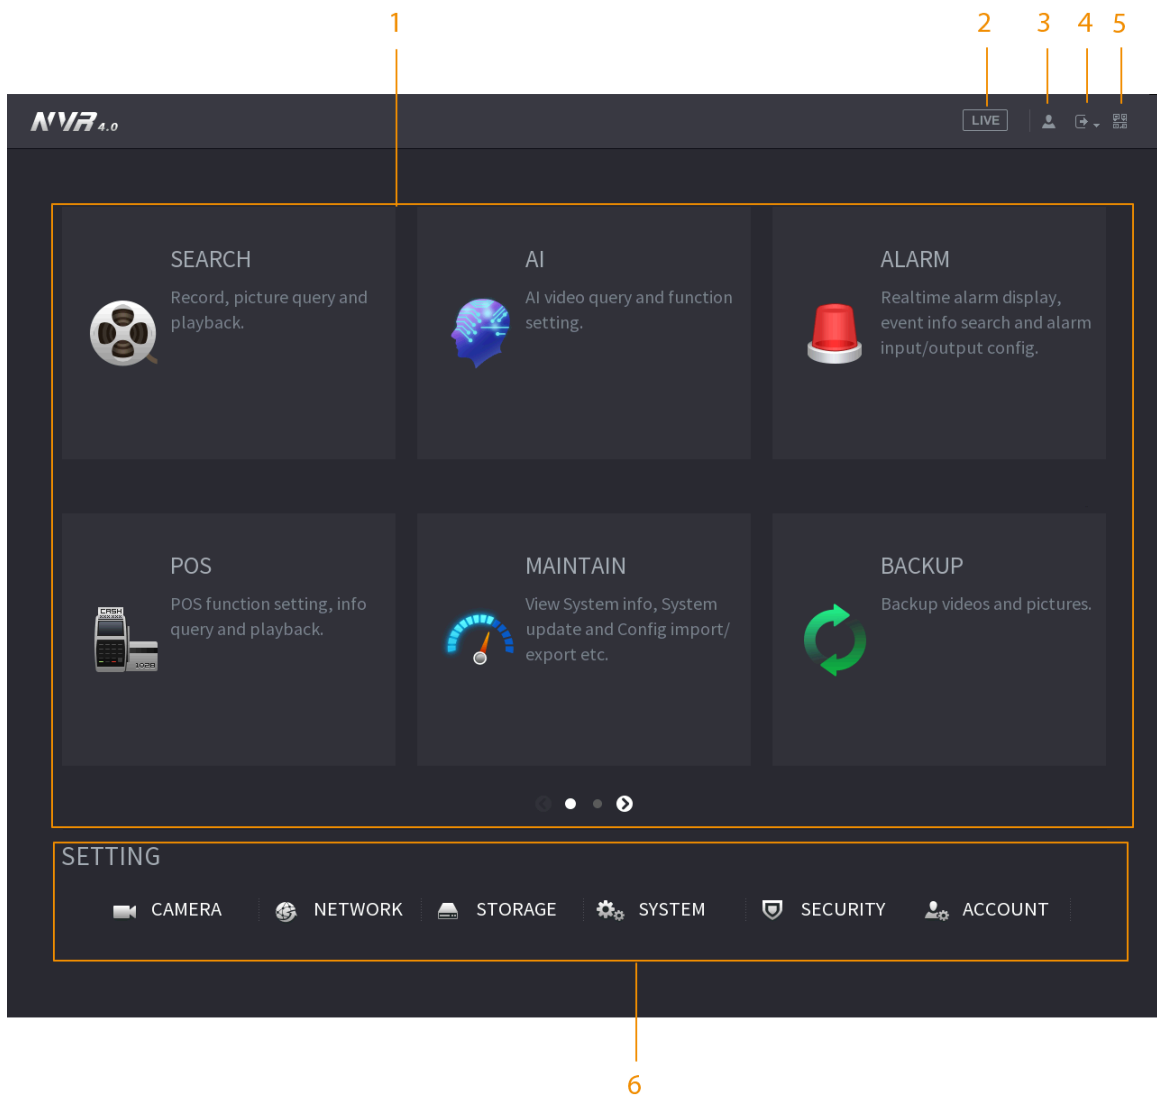 1 2 3 4 5
NVR 4.0
LIVE
SEARCH
Record, picture query and
playback.
AI
AI video query and function
setting.
ALARM
Realtime alarm display,
event info search and alarm
input/output config.
POS
POS function setting, info
query and playback.
CASH
MAINTAIN
View System info, System
update and Config import/
export etc.
BACKUP
Backup videos and pictures.
SETTING
CAMERA NETWORK STORAGE SYSTEM SECURITY ACCOUNT
6